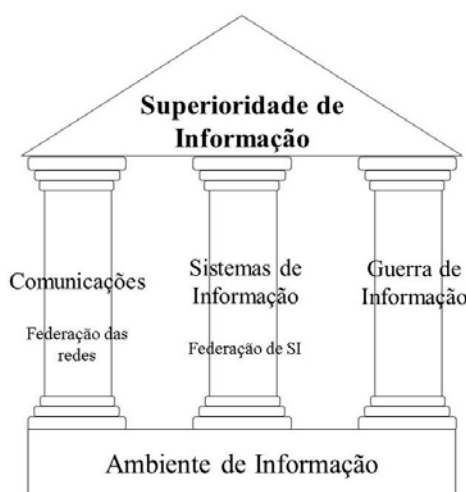 Superioridade de
Informação
Comunicações
Federação das
redes
Sistemas de
Informação
Federação de SI
Guerra de
Informação
Ambiente de Informação